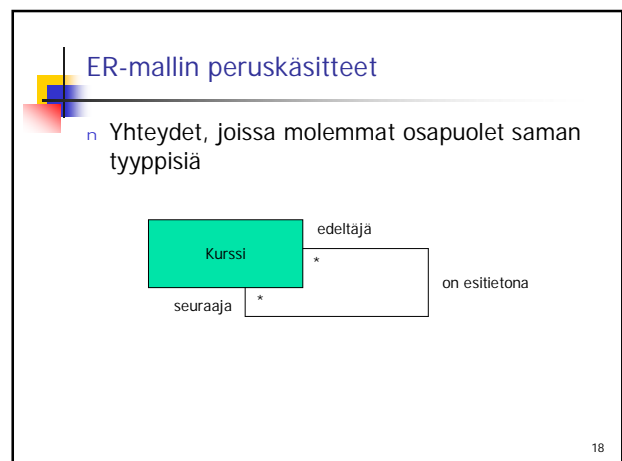 ER-mallin peruskäsitteet
n Yhteydet, joissa molemmat osapuolet saman
tyyppisiä
edeltäjä
Kurssi
*
on esitietona
seuraaja
*
18